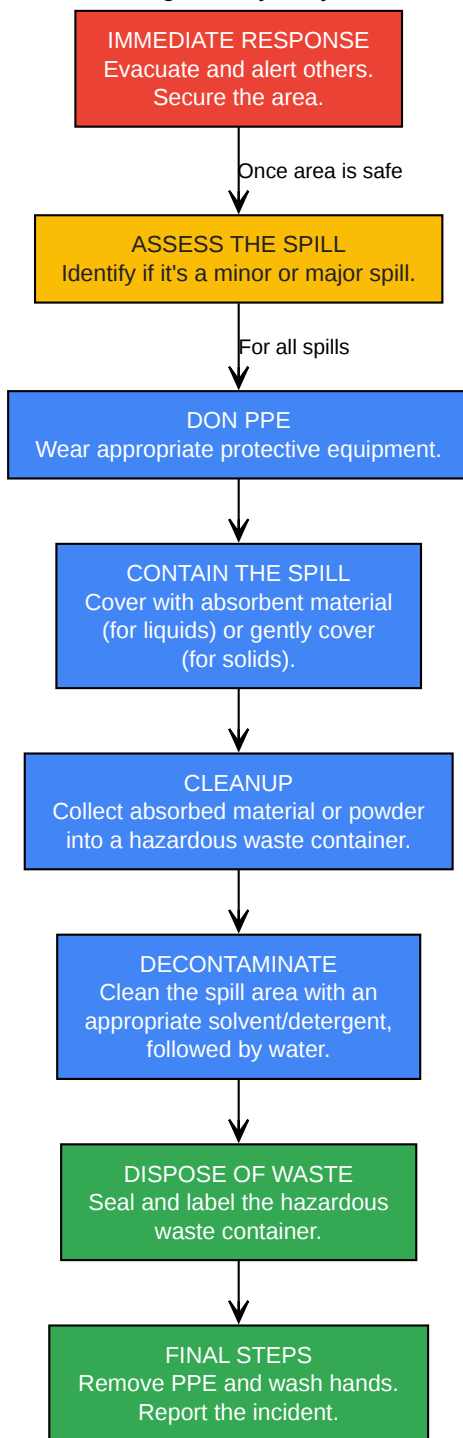 IMMEDIATE RESPONSE
Evacuate and alert others.
Secure the area.
Once area is safe
ASSESS THE SPILL
Identify if it's a minor or major spill.
For all spills
DON PPE
Wear appropriate protective equipment.
CONTAIN THE SPILL
Cover with absorbent material
(for liquids) or gently cover
(for solids).
CLEANUP
Collect absorbed material or powder
into a hazardous waste container.
DECONTAMINATE
Clean the spill area with an
appropriate solvent/detergent,
followed by water.
DISPOSE OF WASTE
Seal and label the hazardous
waste container.
FINAL STEPS
Remove PPE and wash hands.
Report the incident.